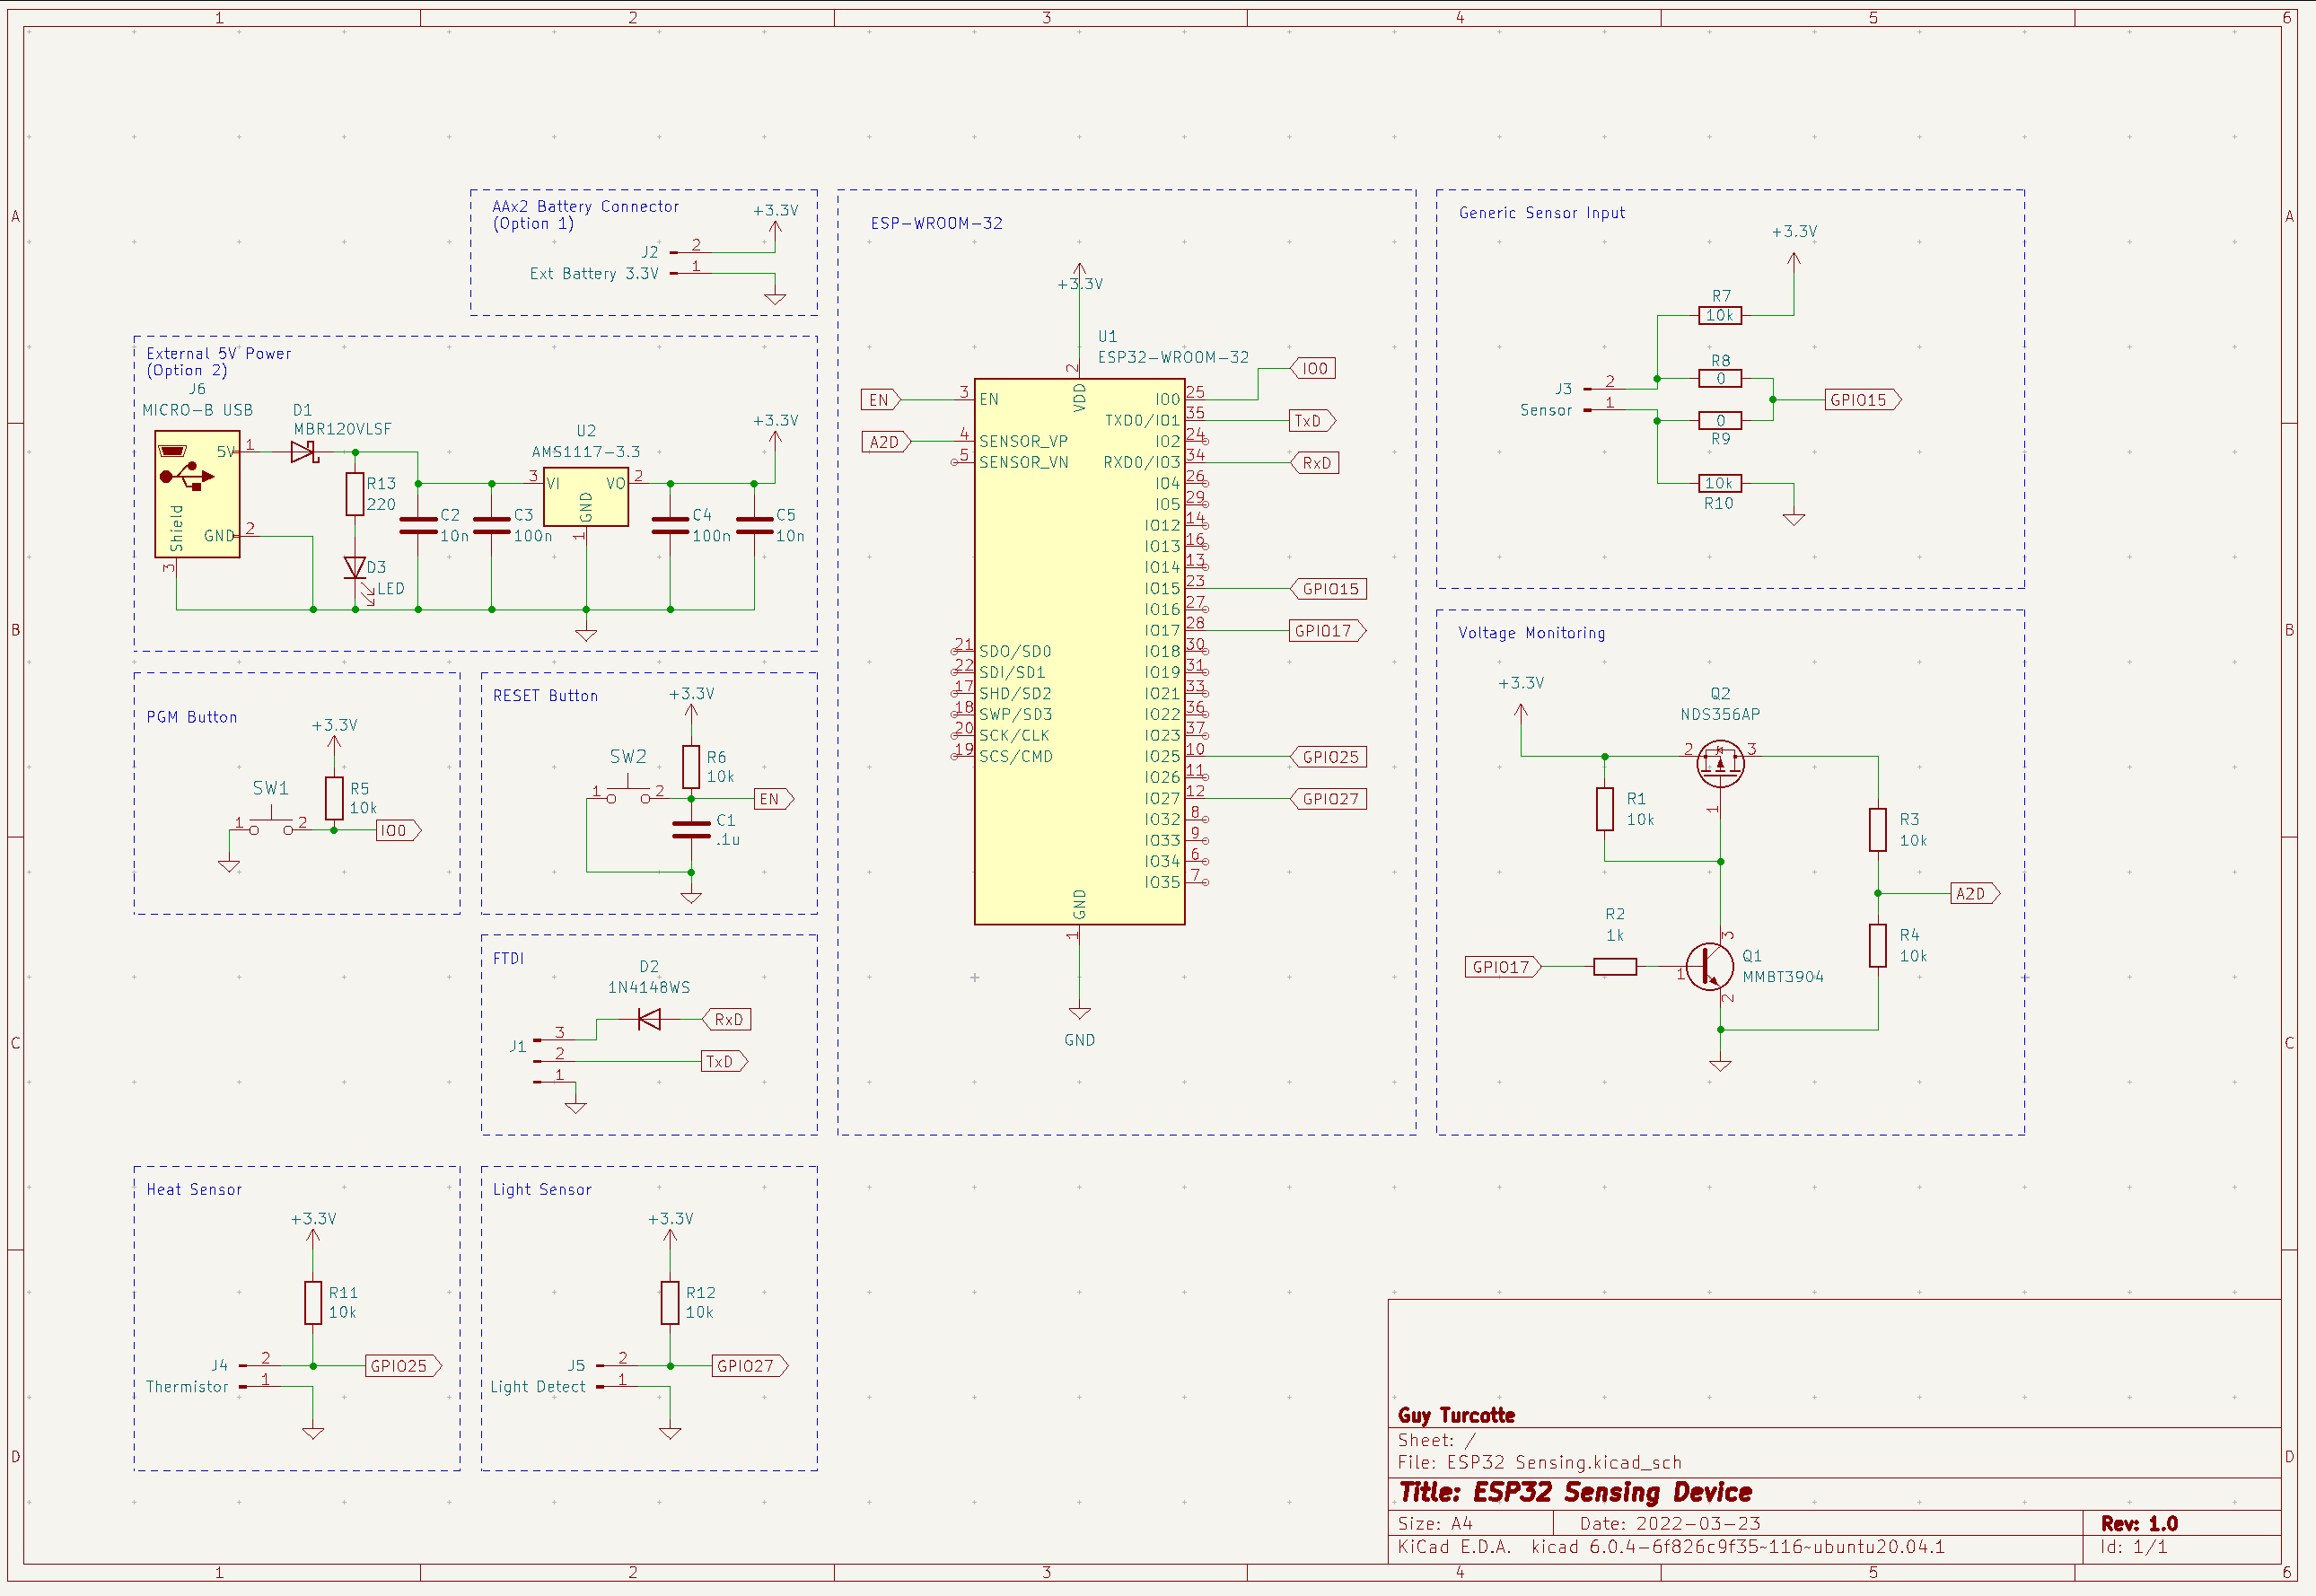 1 2 3 4 5 6
A A
B B
C C
D D
1 2 3 4 5 6
AAx2 Battery Connector
(Option 1)
+3.3V
J2
2
Ext Battery 3.3V
1
External 5V Power
(Option 2)
J6
MICRO-B USB
5V
1
Shield
GND
2
3
D1
MBR120VLSF
R13
220
D3
LED
C2
10n
C3
100n
U2
AMS1117-3.3
3
VI
VO
2
GND
1
C4
100n
C5
10n
+3.3V
PGM Button
+3.3V
SW1
1
2
R5
10k
IO0
RESET Button
+3.3V
SW2
1
2
R6
10k
EN
C1
.1u
FTDI
D2
1N4148WS
J1
3
RxD
2
TxD
1
Heat Sensor
+3.3V
R11
10k
J4
2
GPIO25
Thermistor
1
Light Sensor
+3.3V
R12
10k
J5
2
GPIO27
Light Detect
1
ESP-WROOM-32
+3.3V
U1
ESP32-WROOM-32
2
VDD
EN 3 EN
A2D 4 SENSOR_VP
5 SENSOR_VN
21 SDO/SD0
22 SDI/SD1
17 SHD/SD2
18 SWP/SD3
20 SCK/CLK
19 SCS/CMD
IO0 25 IO0
TXD0/IO1 35 TxD
IO2 24
RXD0/IO3 34 RxD
IO4 26
IO5 29
IO12 14
IO13 16
IO14 13
IO15 23 GPIO15
IO16 27
IO17 28 GPIO17
IO18 30
IO19 31
IO21 33
IO22 36
IO23 37
IO25 10 GPIO25
IO26 11
IO27 12 GPIO27
IO32 8
IO33 9
IO34 6
IO35 7
GND
1
GND
Generic Sensor Input
+3.3V
R7
10k
R8
0
J3
2
GPIO15
Sensor
1
0
R9
10k
R10
Voltage Monitoring
+3.3V
Q2
NDS356AP
2
3
1
R1
10k
R3
10k
A2D
R2
1k
R4
10k
GPIO17
1
3
2
Q1
MMBT3904
Guy Turcotte
Sheet: /
File: ESP32 Sensing.kicad_sch
Title: ESP32 Sensing Device
Size: A4 Date: 2022-03-23 Rev: 1.0
KiCad E.D.A. kicad 6.0.4-6f826c9f35~116~ubuntu20.04.1 Id: 1/1